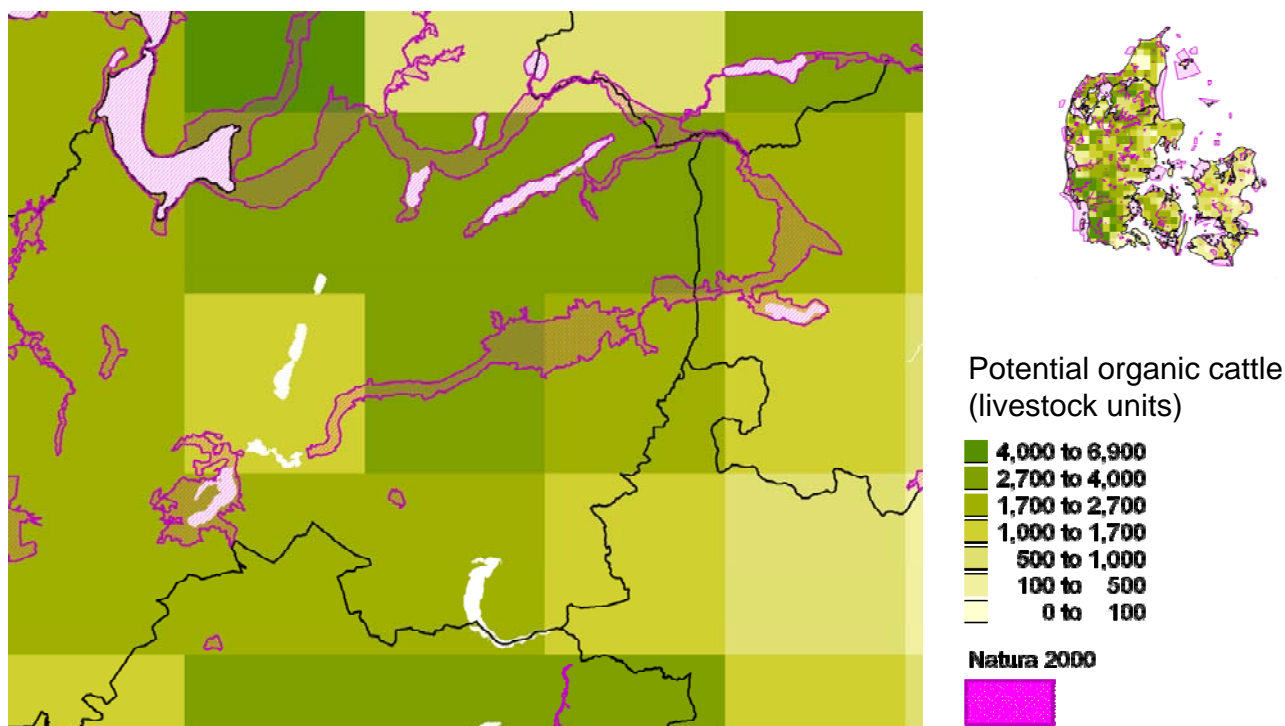 Potential organic cattle
(livestock units)
4,000 to 6,900
2,700 to 4,000
1,700 to 2,700
1,000 to 1,700
500 to 1,000
100 to 500
0 to 100
Natura 2000